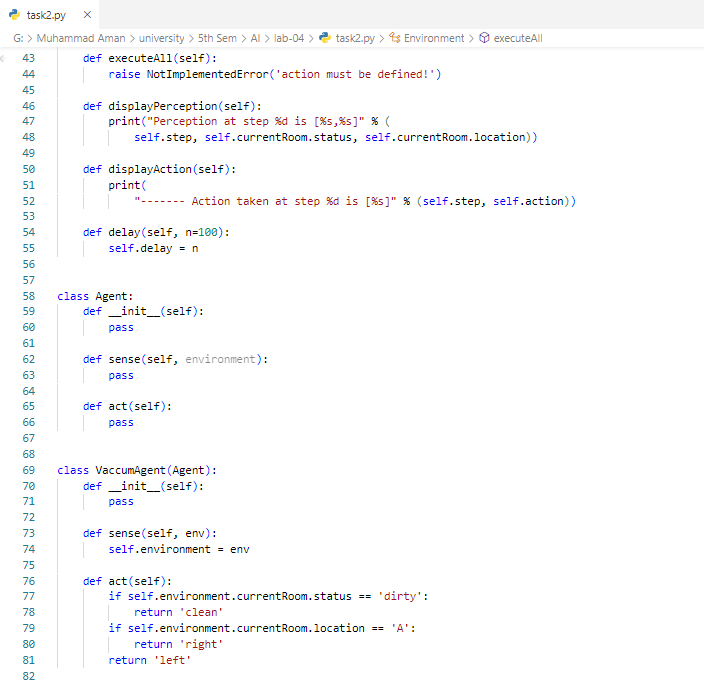 task2.py ×
G: > Muhammad Aman > university > 5th Sem > AI > lab-04 > task2.py > Environment > executeAll
43     def executeAll(self):
44         raise NotImplementedError('action must be defined!')
45
46     def displayPerception(self):
47         print("Perception at step %d is [%s,%s]" % (
48             self.step, self.currentRoom.status, self.currentRoom.location))
49
50     def displayAction(self):
51         print(
52             "------- Action taken at step %d is [%s]" % (self.step, self.action))
53
54     def delay(self, n=100):
55         self.delay = n
56
57
58 class Agent:
59     def __init__(self):
60         pass
61
62     def sense(self, environment):
63         pass
64
65     def act(self):
66         pass
67
68
69 class VaccumAgent(Agent):
70     def __init__(self):
71         pass
72
73     def sense(self, env):
74         self.environment = env
75
76     def act(self):
77         if self.environment.currentRoom.status == 'dirty':
78             return 'clean'
79         if self.environment.currentRoom.location == 'A':
80             return 'right'
81         return 'left'
82